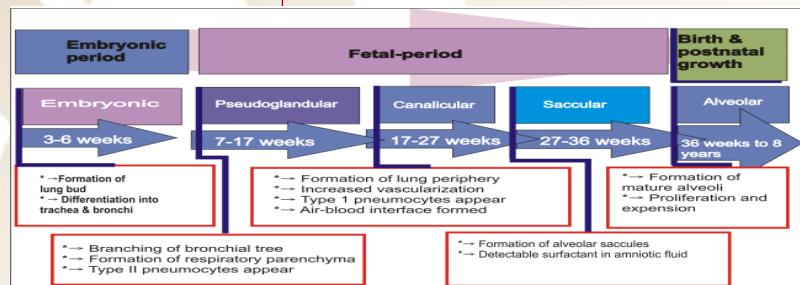 Embryonic
period
Fetal-period
Birth &
postnatal
growth
Embryonic
Pseudoglandular
Canalicular
Saccular
Alveolar
3-6 weeks
7-17 weeks
17-27 weeks
27-36 weeks
36 weeks to 8
years
*→Formation of
lung bud
*→ Differentiation into
trachea & bronchi
*→ Formation of lung periphery
*→ Increased vascularization
*→ Type 1 pneumocytes appear
*→ Air-blood interface formed
*→ Formation of
mature alveoli
*→ Proliferation and
expension
*→ Branching of bronchial tree
*→ Formation of respiratory parenchyma
*→ Type II pneumocytes appear
*→ Formation of alveolar saccules
*→ Detectable surfactant in amniotic fluid